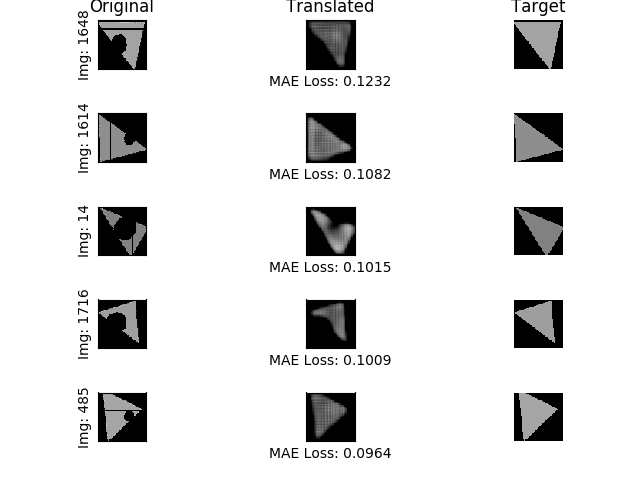 Original Translated Target
Img: 1648
MAE Loss: 0.1232
Img: 1614
MAE Loss: 0.1082
Img: 14
MAE Loss: 0.1015
Img: 1716
MAE Loss: 0.1009
Img: 485
MAE Loss: 0.0964